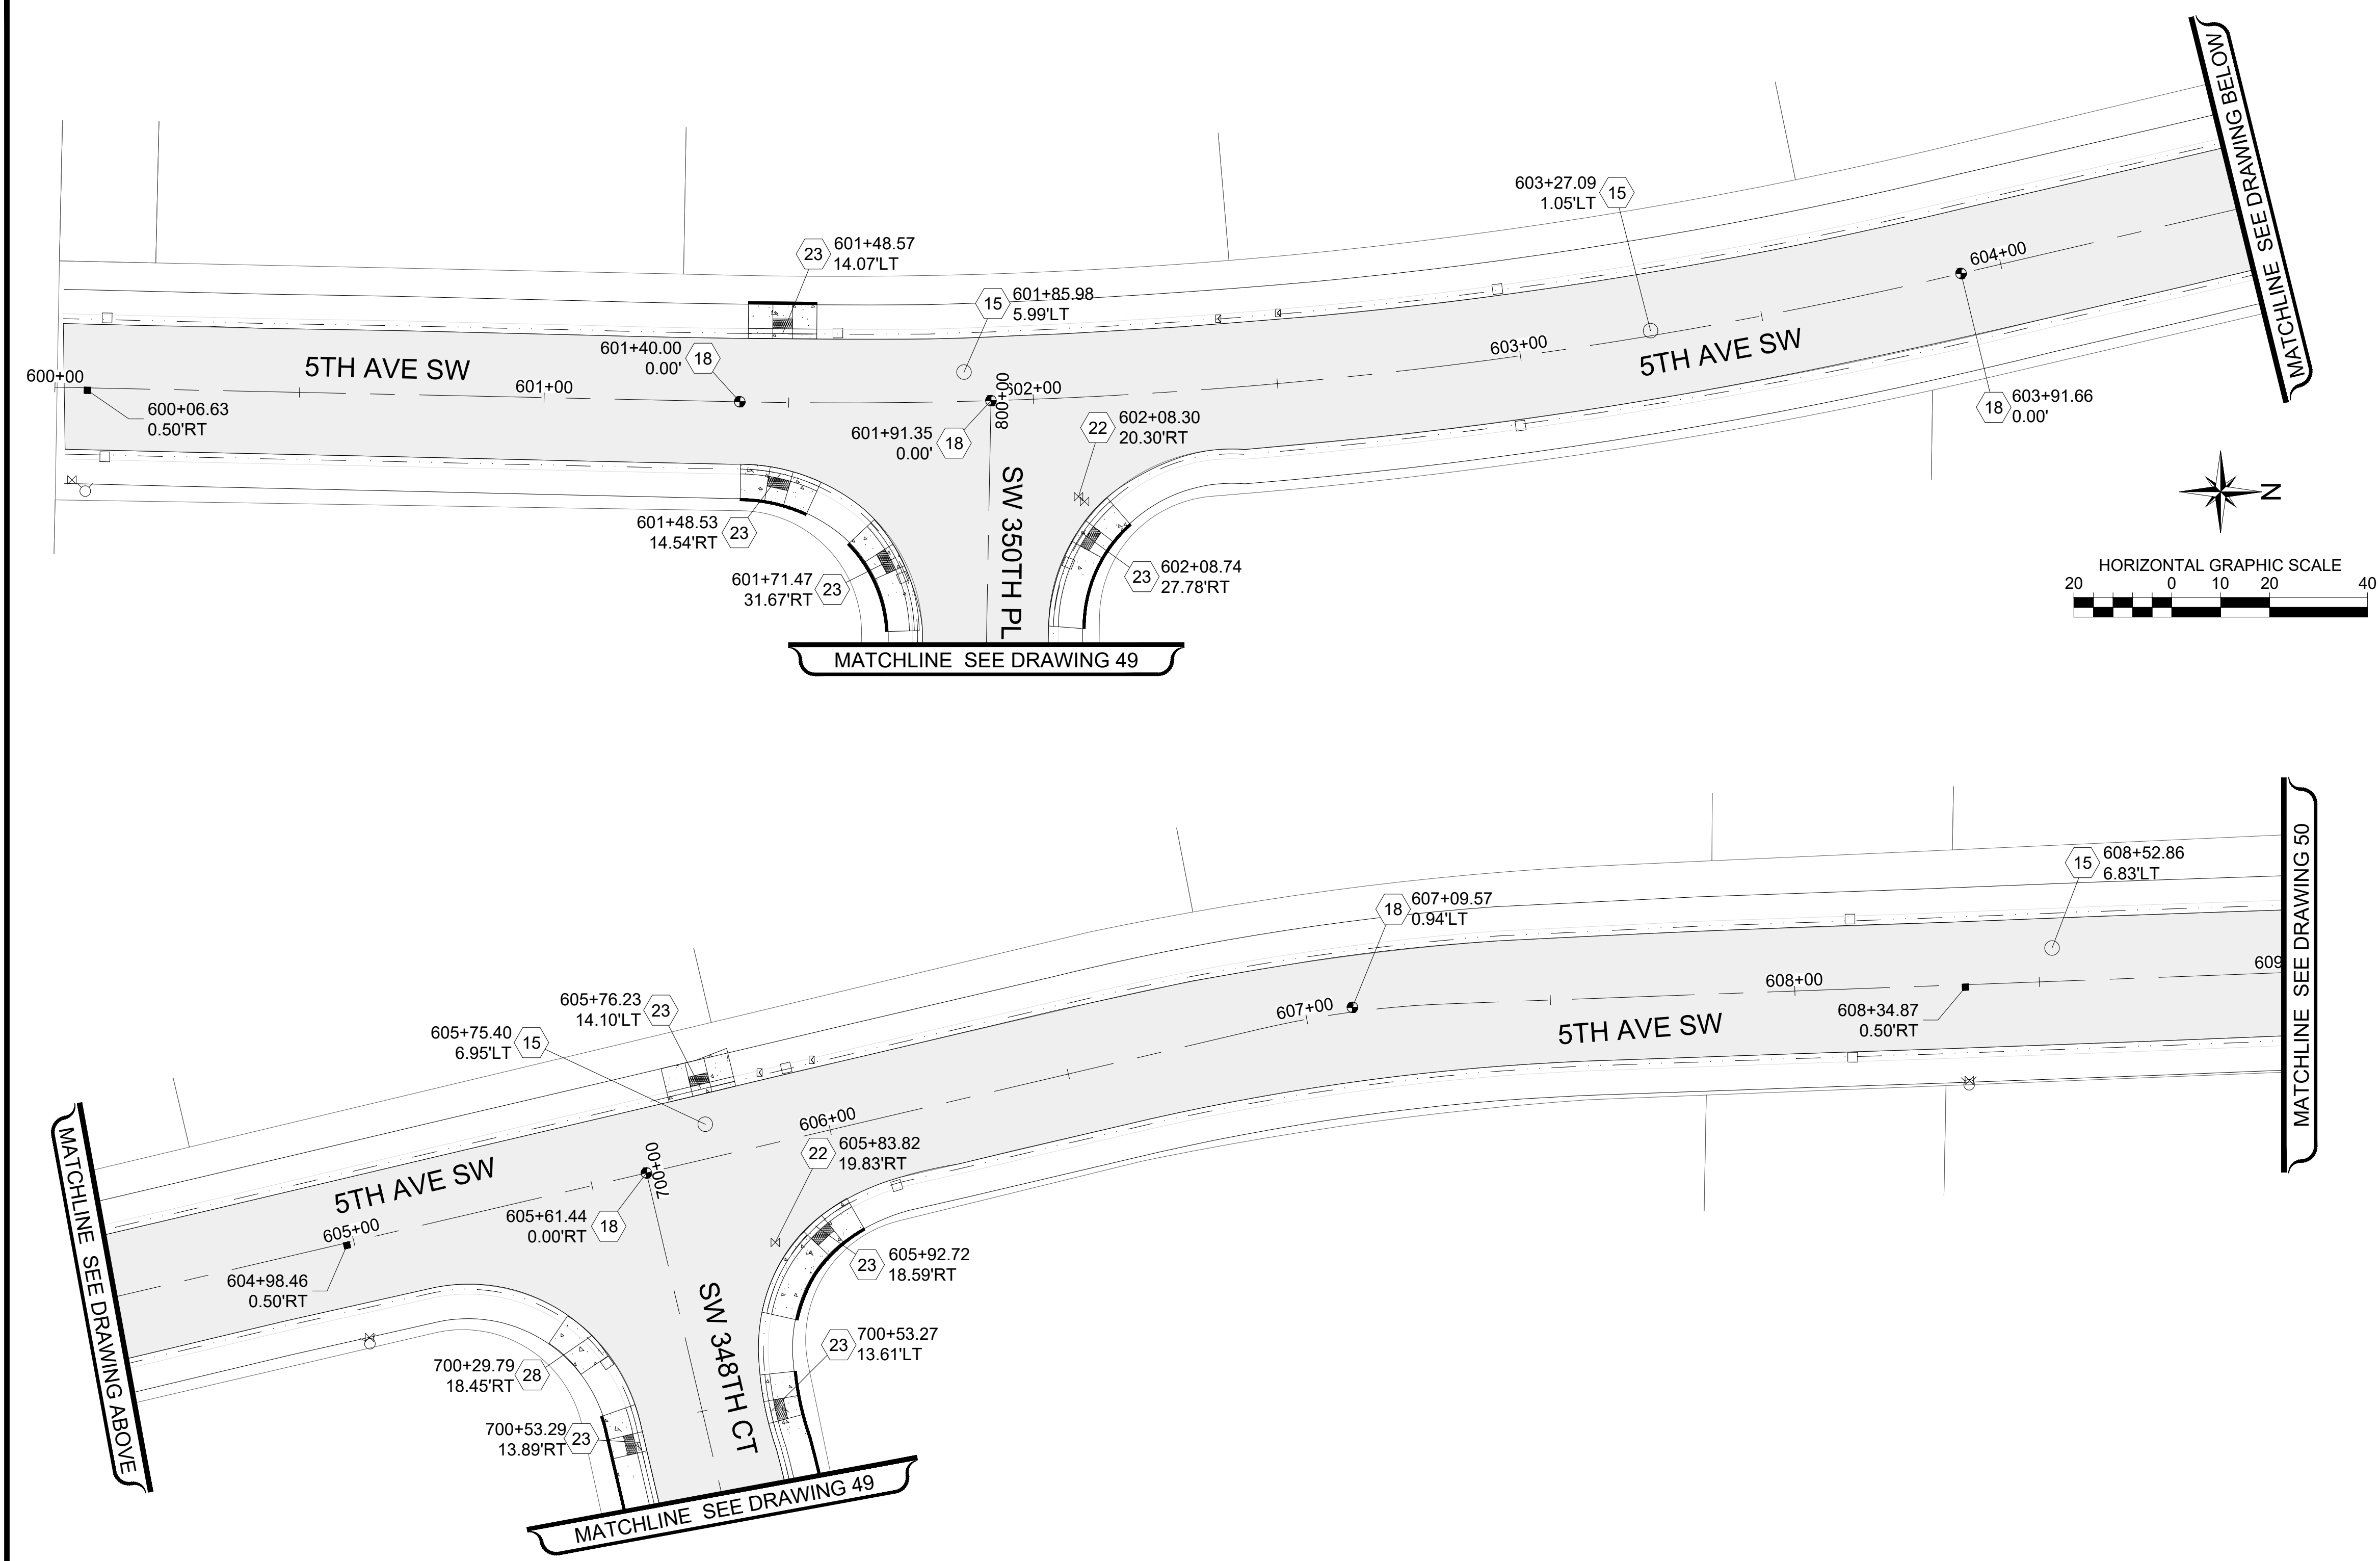 MATCHLINE  SEE DRAWING BELOW
603+27.09
1.05'LT
15
601+48.57
14.07'LT
23
604+00
601+85.98
5.99'LT
15
601+40.00
0.00'
18
603+00
5TH AVE SW
5TH AVE SW
600+00
601+00
602+00
800+00
600+06.63
0.50'RT
603+91.66
0.00'
18
602+08.30
20.30'RT
22
601+91.35
0.00'
18
N
SW 350TH PL
601+48.53
14.54'RT
23
601+71.47
31.67'RT
23
602+08.74
27.78'RT
23
HORIZONTAL GRAPHIC SCALE
20 0 10 20 40
MATCHLINE  SEE DRAWING 49
MATCHLINE  SEE DRAWING 50
608+52.86
6.83'LT
15
607+09.57
0.94'LT
18
609
608+00
605+76.23
14.10'LT
23
607+00
608+34.87
0.50'RT
5TH AVE SW
605+75.40
6.95'LT
15
606+00
605+83.82
19.83'RT
22
700+00
5TH AVE SW
605+00
605+61.44
0.00'RT
18
604+98.46
0.50'RT
605+92.72
18.59'RT
23
MATCHLINE  SEE DRAWING ABOVE
SW 348TH CT
700+53.27
13.61'LT
23
700+29.79
18.45'RT
28
700+53.29
13.89'RT
23
MATCHLINE  SEE DRAWING 49